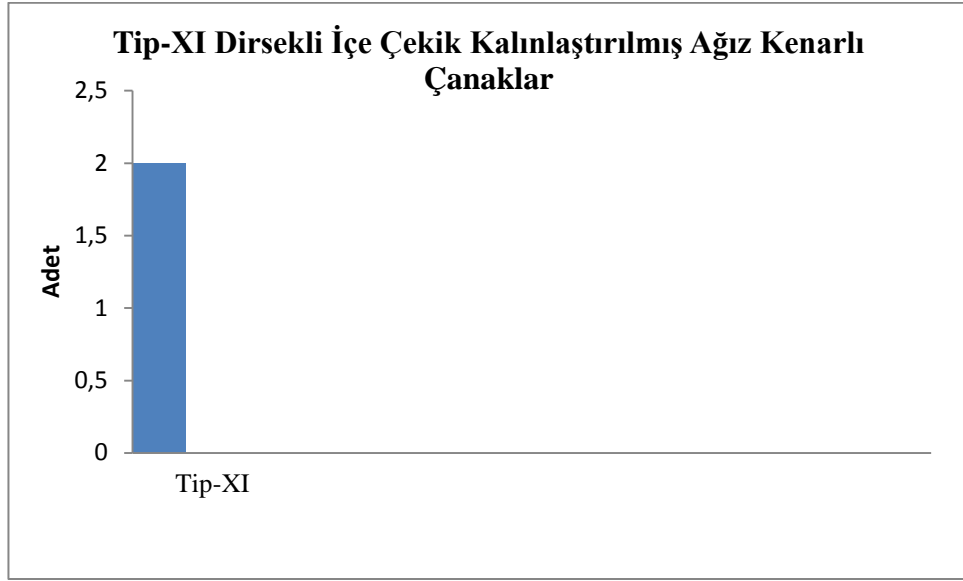 Tip-XI Dirsekli İçe Çekik Kalınlaştırılmış Ağız Kenarlı
Çanaklar
2,5
2
1,5
1
0,5
0
Adet
Tip-XI